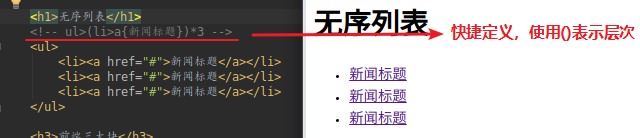 <h1>无序列表</h1>
<!-- ul>(li>a{新闻标题})*3 -->
<ul>
<li><a href="#">新闻标题</a></li>
<li><a href="#">新闻标题</a></li>
<li><a href="#">新闻标题</a></li>
</ul>
<h3>前端三大块</h3>
无序列表
快捷定义，使用()表示层次
新闻标题
新闻标题
新闻标题